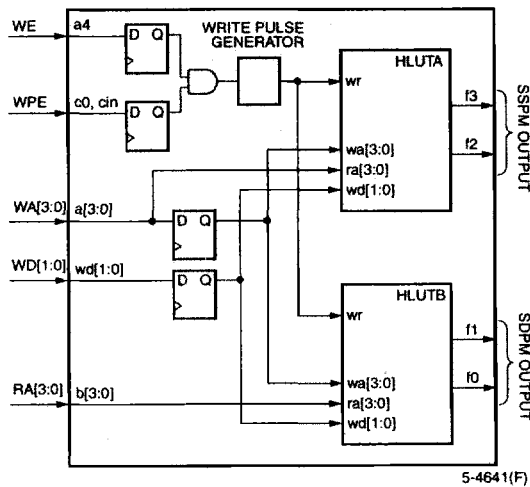 WE
a4
D Q
WRITE PULSE
GENERATOR
HLUTA
wr
f3
WPE
c0, cin
D Q
f2
SSPM OUTPUT
wa[3:0]
ra[3:0]
wd[1:0]
WA[3:0]
a[3:0]
D Q
WD[1:0]
wd[1:0]
D Q
HLUTB
wr
f1
f0
SDPM OUTPUT
wa[3:0]
RA[3:0]
b[3:0]
ra[3:0]
wd[1:0]
5-4641(F)